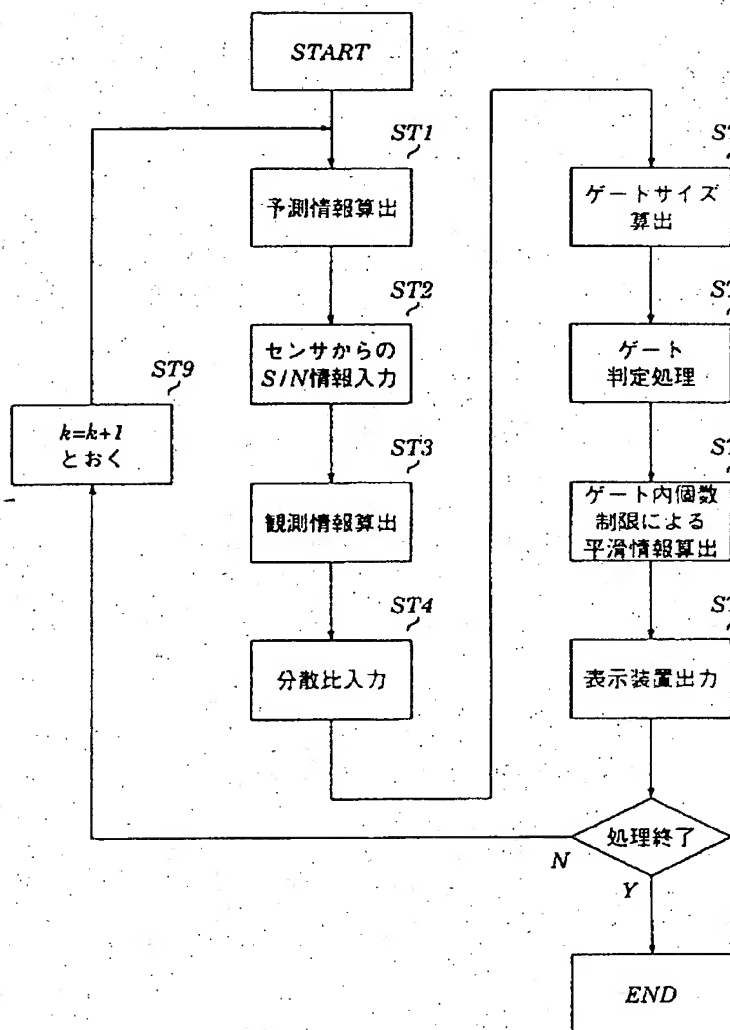 START
ST1
予測情報算出
ST2
センサからの
S/N情報入力
ST3
観測情報算出
ST4
分散比入力
ST9
k=k+1
とおく
ST
ゲートサイズ
算出
ST
ゲート
判定処理
ST
ゲート内個数
制限による
平滑情報算出
ST
表示装置出力
処理終了
N
Y
END